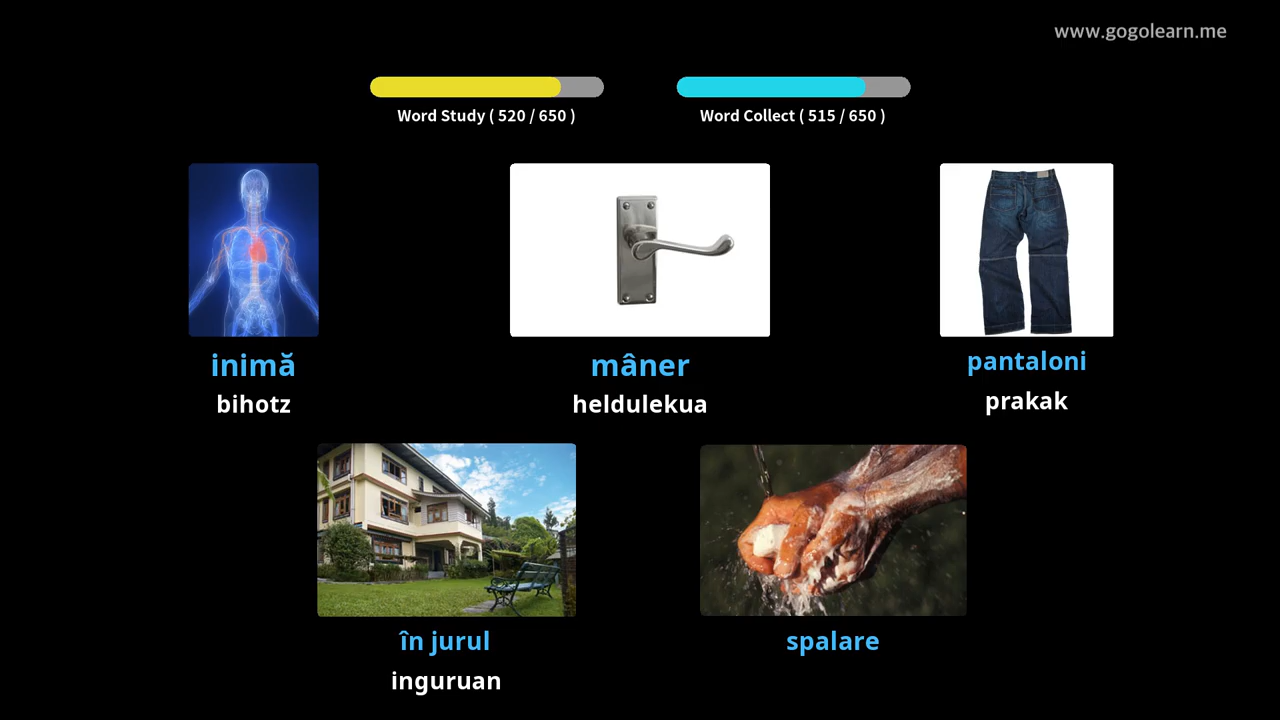 www.gogolearn.me
Word Study ( 520 / 650 )
Word Collect ( 515 / 650 )
inimă
bihotz
mâner
heldulekua
pantaloni
prakak
în jurul
inguruan
spalare